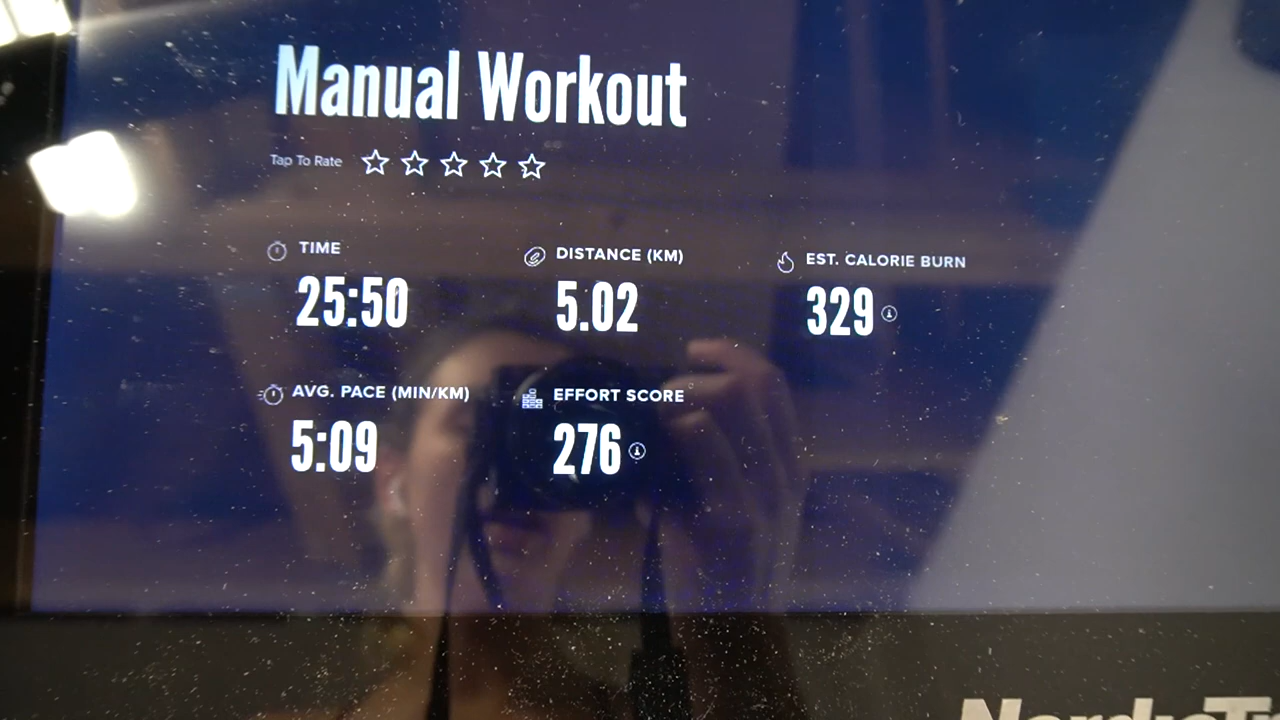 Manual Workout
Tap To Rate
TIME
25:50
DISTANCE (KM)
5.02
EST. CALORIE BURN
329
AVG. PACE (MIN/KM)
5:09
EFFORT SCORE
276